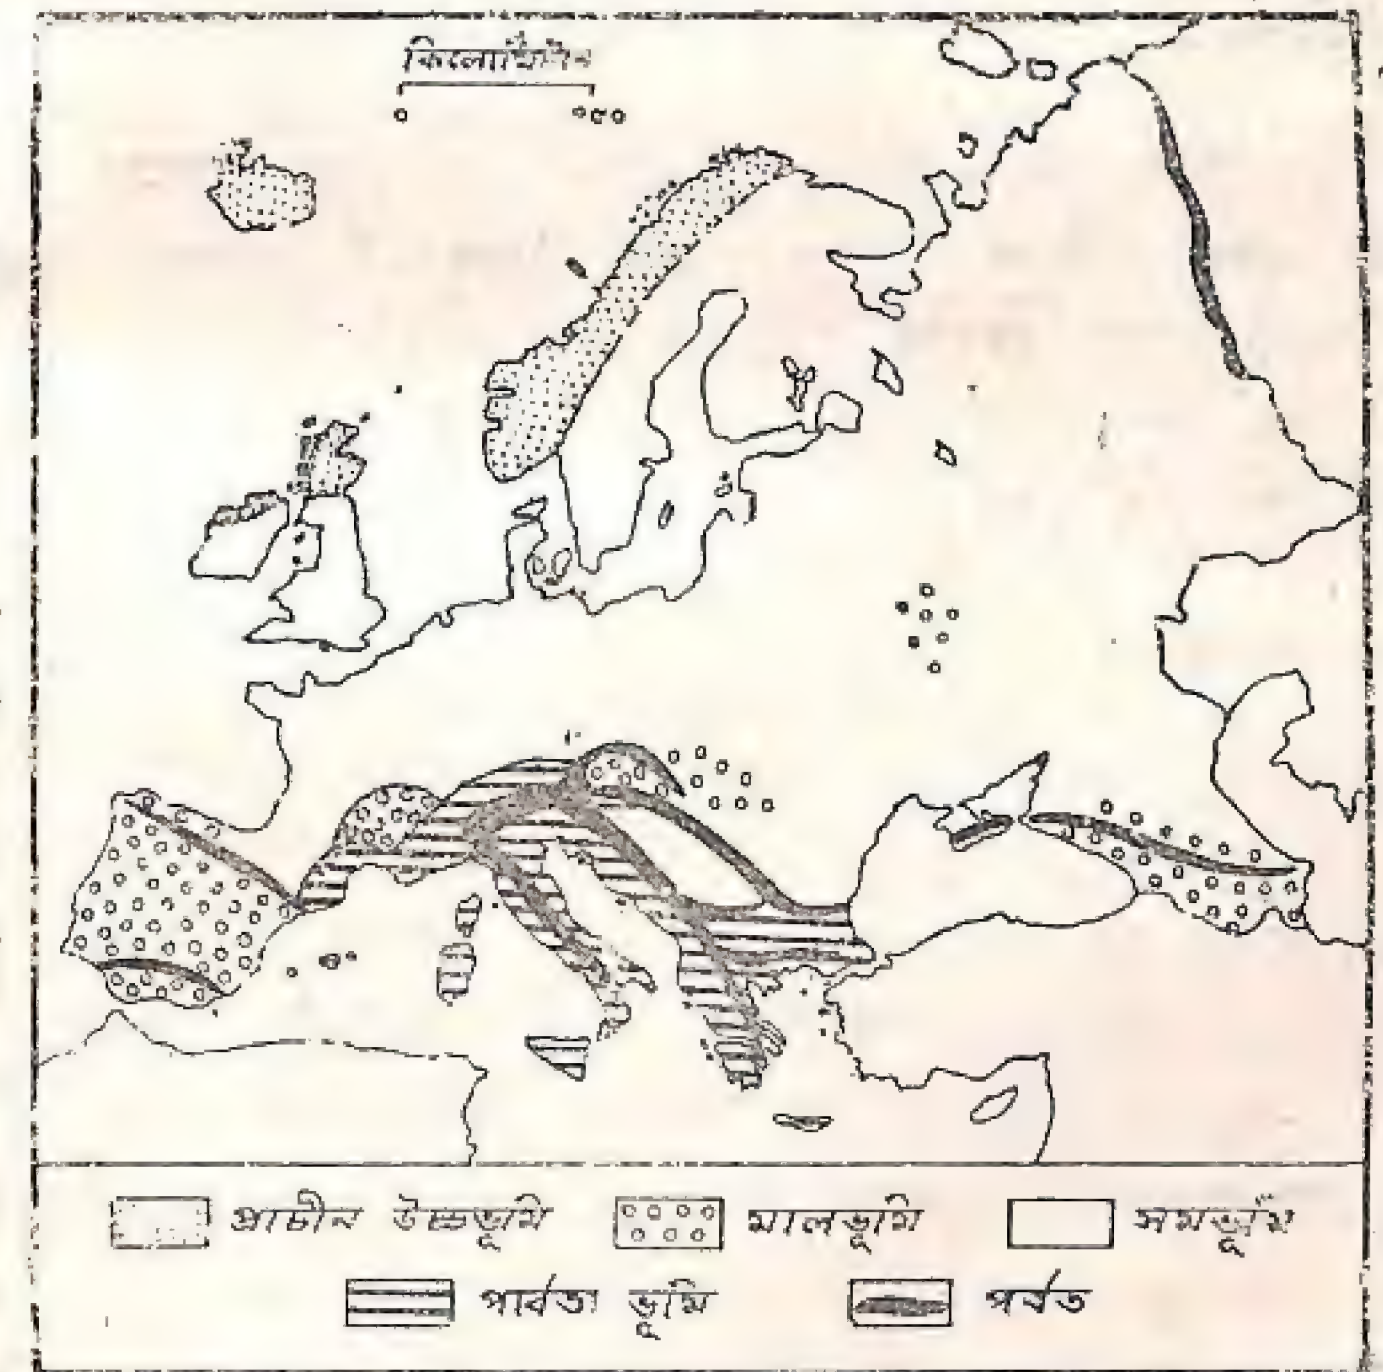 কিলোমিটার
০ ৫০০
প্রাচীন উচ্চভূমি মালভূমি সমভূমি
পার্বত্য ভূমি পর্বত